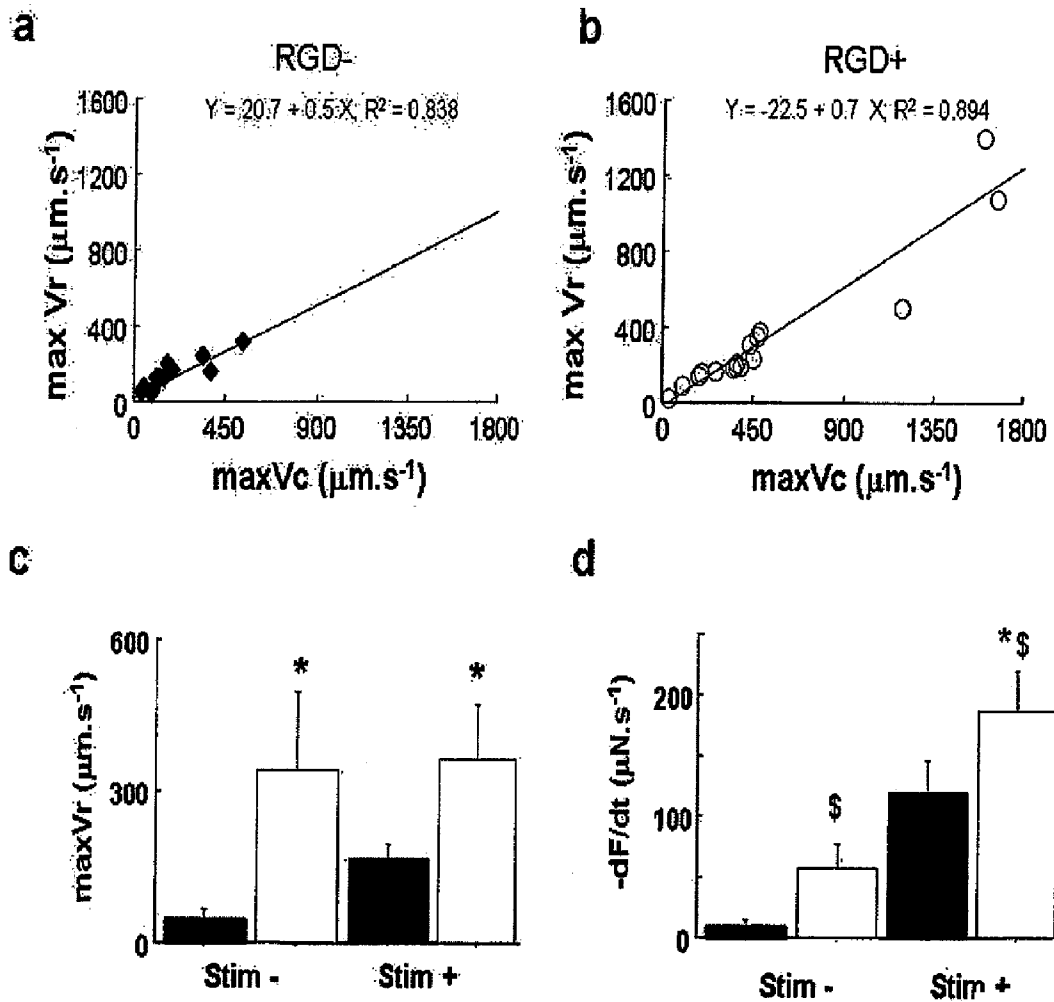 a
RGD-
Y = 20.7 + 0.5 X; R² = 0.838
max Vr (µm.s⁻¹)
1600
1200
800
400
0
0 450 900 1350 1800
maxVc (µm.s⁻¹)
b
RGD+
Y = -22.5 + 0.7 X; R² = 0.894
max Vr (µm.s⁻¹)
1600
1200
800
400
0
0 450 900 1350 1800
maxVc (µm.s⁻¹)
c
maxVr (µm.s⁻¹)
600
300
0
* *
Stim - Stim +
d
-dF/dt (µN.s⁻¹)
200
100
0
$ *$
Stim - Stim +